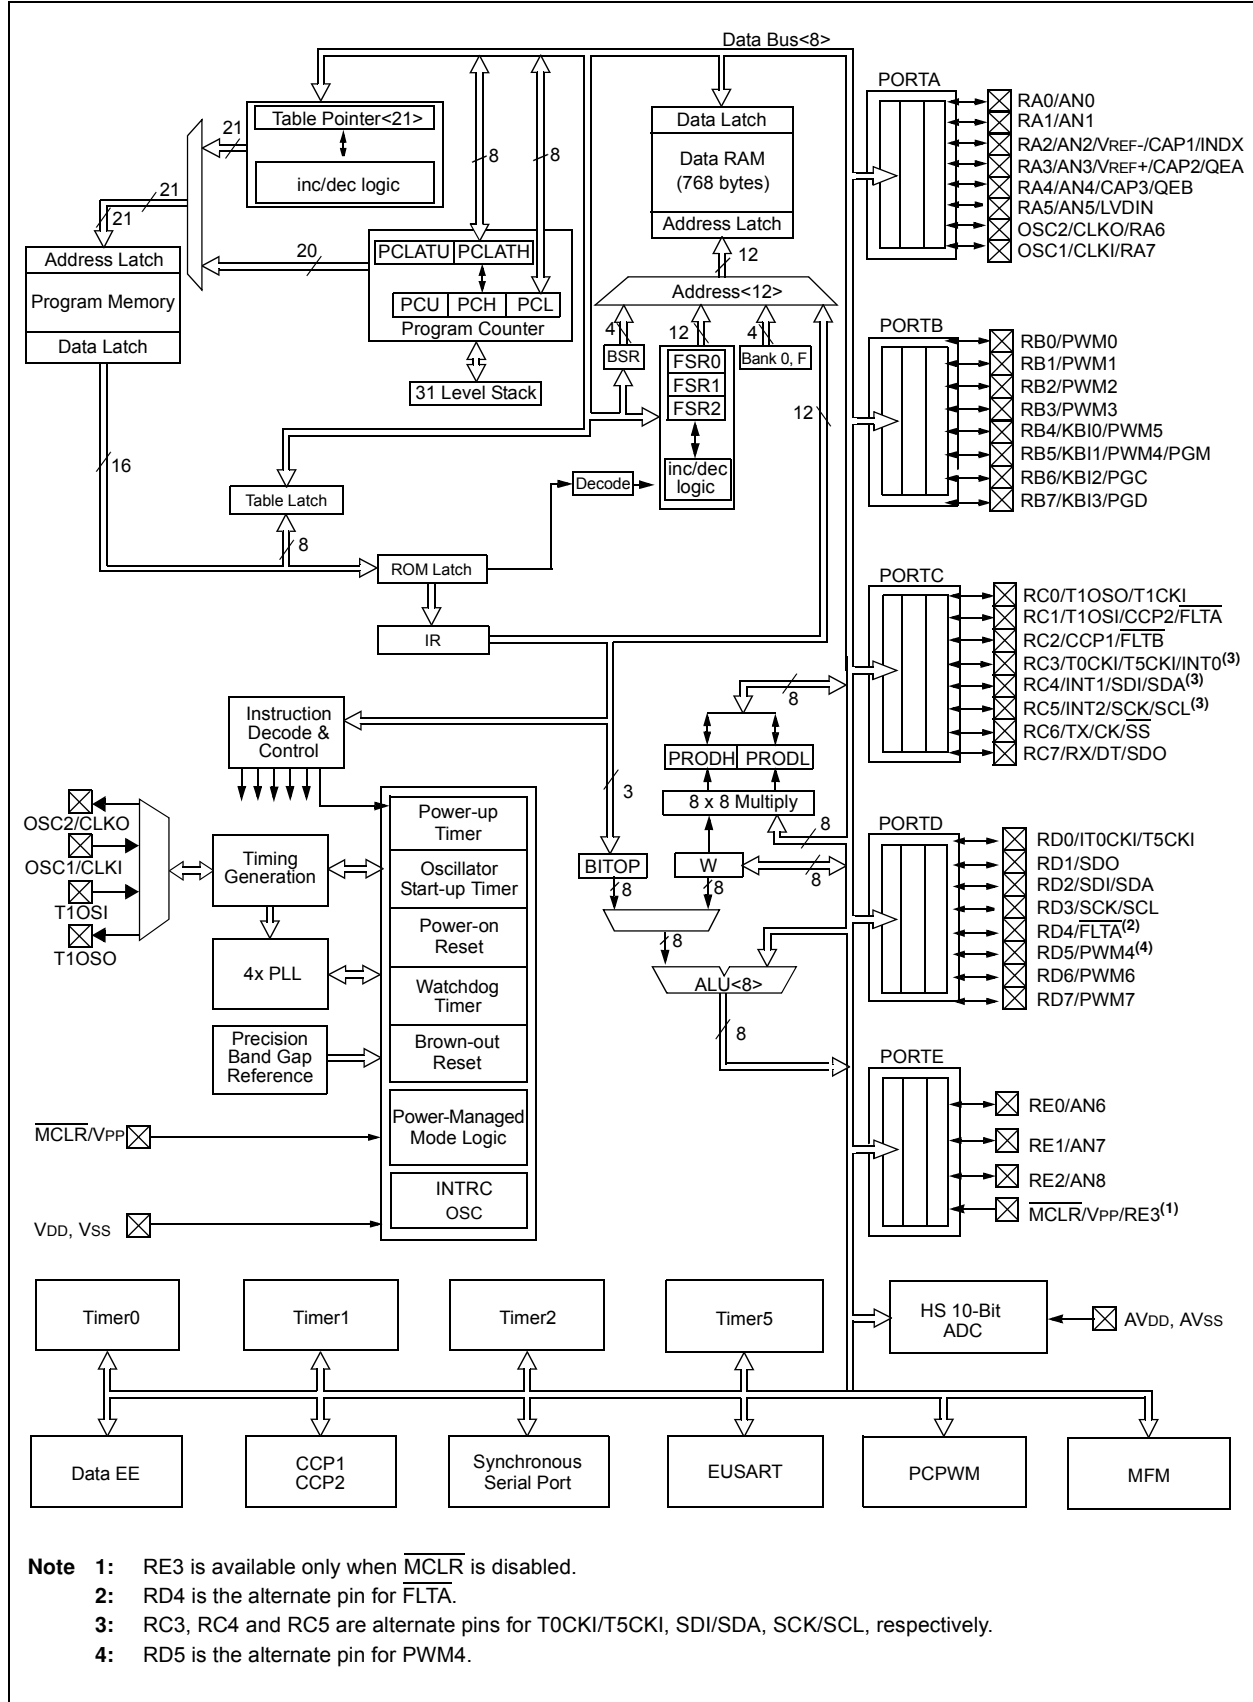 Data Bus<8>
PORTA
Table Pointer<21>
21
inc/dec logic
8
8
Data Latch
Data RAM
(768 bytes)
Address Latch
RA0/AN0
RA1/AN1
RA2/AN2/VREF-/CAP1/INDX
RA3/AN3/VREF+/CAP2/QEA
RA4/AN4/CAP3/QEB
RA5/AN5/LVDIN
OSC2/CLKO/RA6
OSC1/CLKI/RA7
21
21
20
12
Address Latch
Program Memory
Data Latch
PCLATU PCLATH
PCU PCH PCL
Program Counter
31 Level Stack
Address<12>
4
12
4
BSR
FSR0
FSR1
FSR2
inc/dec
logic
Bank 0, F
12
PORTB
RB0/PWM0
RB1/PWM1
RB2/PWM2
RB3/PWM3
RB4/KBI0/PWM5
RB5/KBI1/PWM4/PGM
RB6/KBI2/PGC
RB7/KBI3/PGD
16
Table Latch
8
Decode
ROM Latch
IR
PORTC
RC0/T1OSO/T1CKI
RC1/T1OSI/CCP2/FLTA
RC2/CCP1/FLTB
RC3/T0CKI/T5CKI/INT0(3)
RC4/INT1/SDI/SDA(3)
RC5/INT2/SCK/SCL(3)
RC6/TX/CK/SS
RC7/RX/DT/SDO
8
Instruction
Decode &
Control
PRODH PRODL
8 x 8 Multiply
3
8
W
8
BITOP
8
8
8
ALU<8>
8
OSC2/CLKO
OSC1/CLKI
T1OSI
T1OSO
Timing
Generation
4x PLL
Precision
Band Gap
Reference
Power-up
Timer
Oscillator
Start-up Timer
Power-on
Reset
Watchdog
Timer
Brown-out
Reset
Power-Managed
Mode Logic
INTRC
OSC
MCLR/VPP
VDD, VSS
PORTD
RD0/IT0CKI/T5CKI
RD1/SDO
RD2/SDI/SDA
RD3/SCK/SCL
RD4/FLTA(2)
RD5/PWM4(4)
RD6/PWM6
RD7/PWM7
PORTE
RE0/AN6
RE1/AN7
RE2/AN8
MCLR/VPP/RE3(1)
Timer0
Timer1
Timer2
Timer5
HS 10-Bit
ADC
AVDD, AVSS
Data EE
CCP1
CCP2
Synchronous
Serial Port
EUSART
PCPWM
MFM
Note 1: RE3 is available only when MCLR is disabled.
2: RD4 is the alternate pin for FLTA.
3: RC3, RC4 and RC5 are alternate pins for T0CKI/T5CKI, SDI/SDA, SCK/SCL, respectively.
4: RD5 is the alternate pin for PWM4.